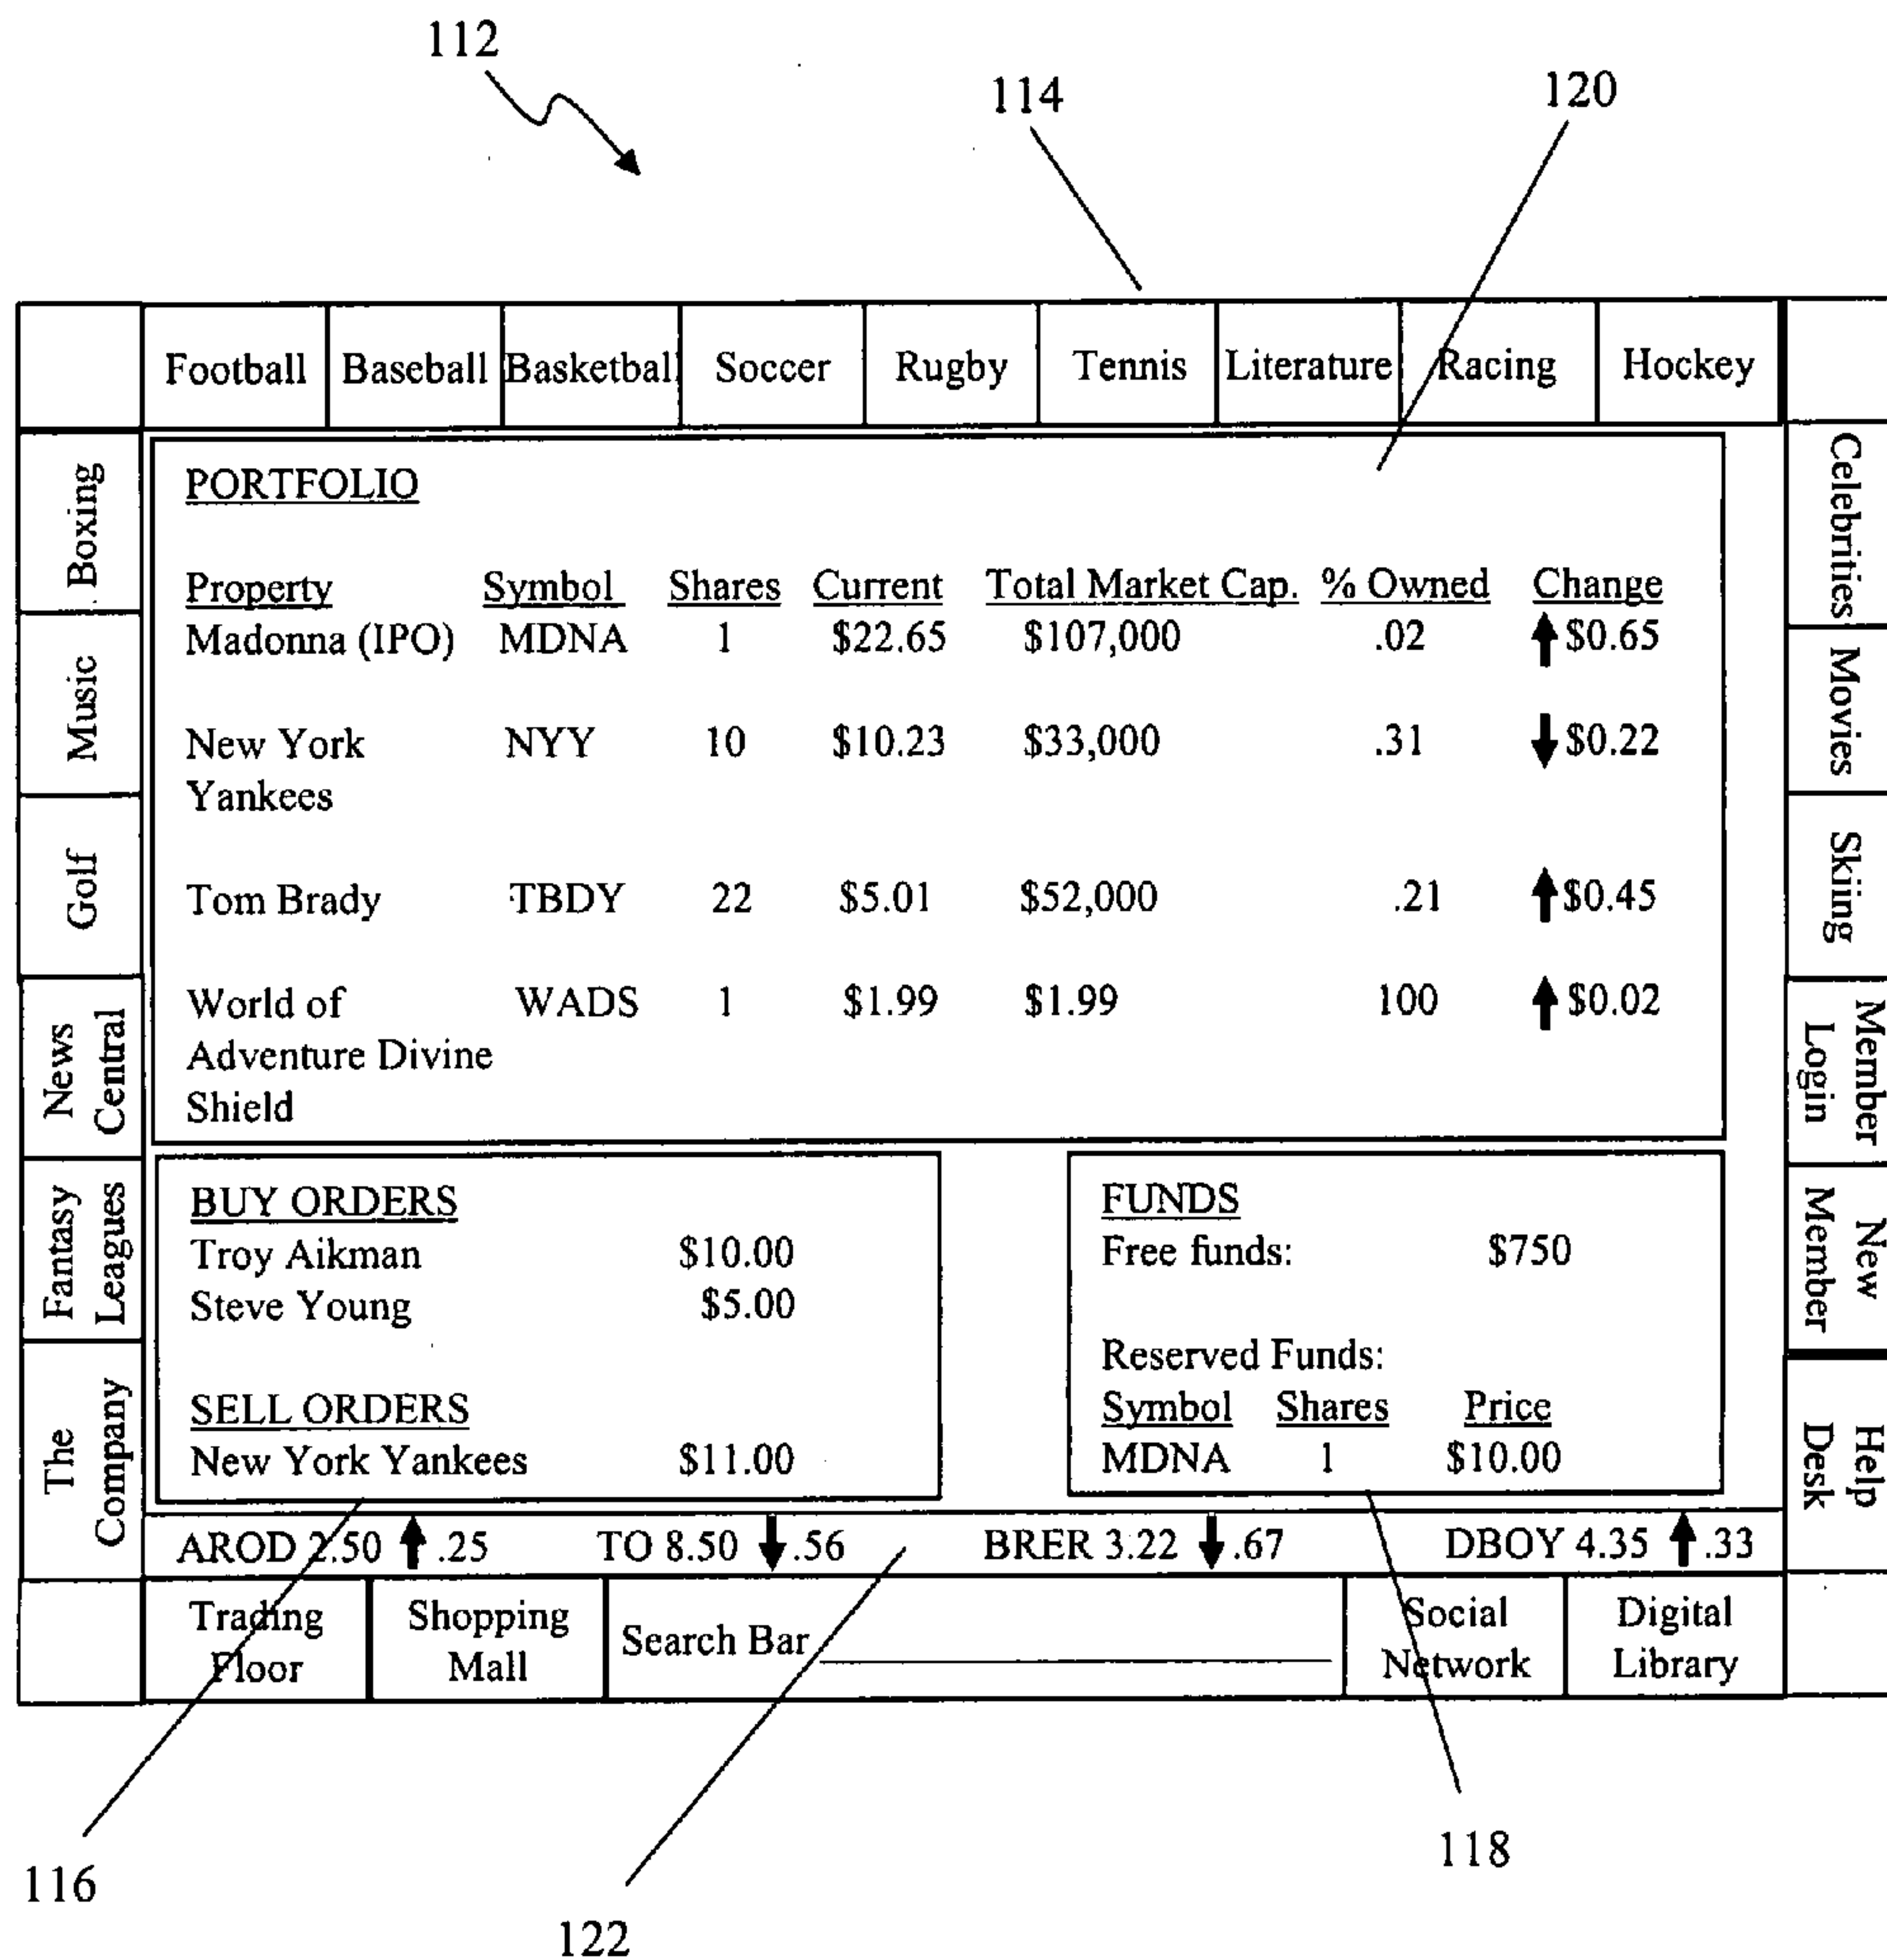 112
114
120
Football Baseball Basketbal Soccer Rugby Tennis Literature Racing Hockey
Boxing
Music
Golf
News
Central
Fantasy
Leagues
The
Company
PORTFOLIO
Property Symbol Shares Current Total Market Cap. % Owned Change
Madonna (IPO) MDNA 1 $22.65 $107,000 .02 $0.65
New York NYY 10 $10.23 $33,000 .31 $0.22
Yankees
Tom Brady TBDY 22 $5.01 $52,000 .21 $0.45
World of WADS 1 $1.99 $1.99 100 $0.02
Adventure Divine
Shield
BUY ORDERS
Troy Aikman $10.00
Steve Young $5.00
SELL ORDERS
New York Yankees $11.00
FUNDS
Free funds: $750
Reserved Funds:
Symbol Shares Price
MDNA 1 $10.00
Celebrities
Movies
Skiing
Member
Login
New
Member
Help
Desk
AROD 2.50 .25 TO 8.50 .56 BRER 3.22 .67 DBOY 4.35 .33
Trading
Floor
Shopping
Mall
Search Bar
Social
Network
Digital
Library
116
122
118